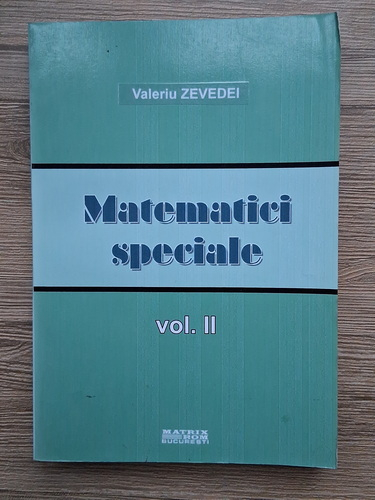 Valeriu ZEVEDEI
Matematici
speciale
vol. II
MATRIX
ROM
BUCUREȘTI